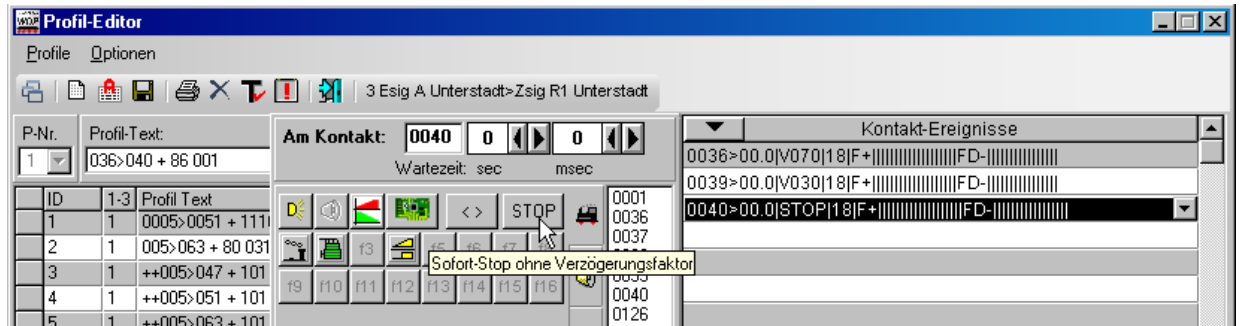 Profil-Editor
Profile Optionen
3 Esig A Unterstadt>Zsig R1 Unterstadt
P-Nr. Profil-Text:
1 036>040 + 86 001
Am Kontakt: 0040 0 0
Wartezeit: sec msec
Kontakt-Ereignisse
0036>00.0|V070|18|F+||||||||||||||||||FD-|||||||||||||||
0039>00.0|V030|18|F+||||||||||||||||||FD-|||||||||||||||
0040>00.0|STOP|18|F+||||||||||||||||||FD-|||||||||||||||
ID 1-3 Profil Text
1 1 0005>0051 + 111
2 1 005>063 + 80 031
3 1 ++005>047 + 101
4 1 ++005>051 + 101
5 1 ++005>063 + 101
< > STOP
f3 f5 f6 f7 f8
f9 f10 f11 f12 f13 f14 f15 f16
Sofort-Stop ohne Verzögerungsfaktor
0001
0036
0037
0040
0126